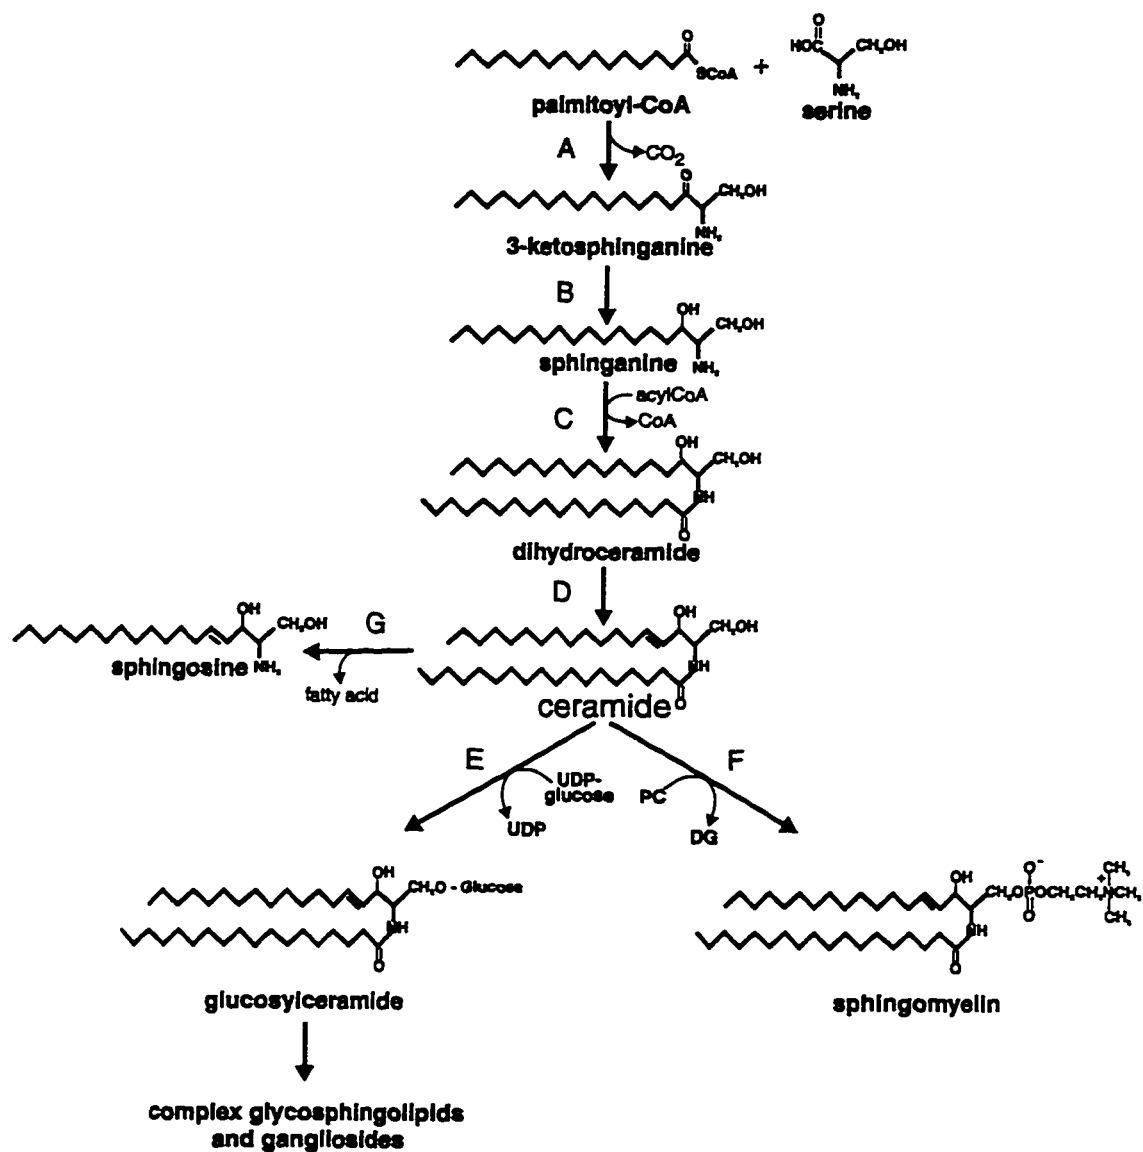 O
SCoA
+
O
HO-C
CH₂OH
NH₂
palmitoyl-CoA
serine
A
CO₂
O
CH₂OH
NH₂
3-ketosphinganine
B
OH
CH₂OH
sphinganine NH₂
acylCoA
C
CoA
OH
CH₂OH
NH
O
dihydroceramide
D
OH
CH₂OH
NH
O
ceramide
OH
CH₂OH
G
sphingosine NH₂
fatty acid
E
UDP-
glucose
UDP
F
PC
DG
OH
CH₂O - Glucose
NH
O
glucosylceramide
OH
CH₂OPOCH₂CH₂NCH₃
O⁻
O
+
CH₃
CH₃
NH
O
sphingomyelin
complex glycosphingolipids
and gangliosides